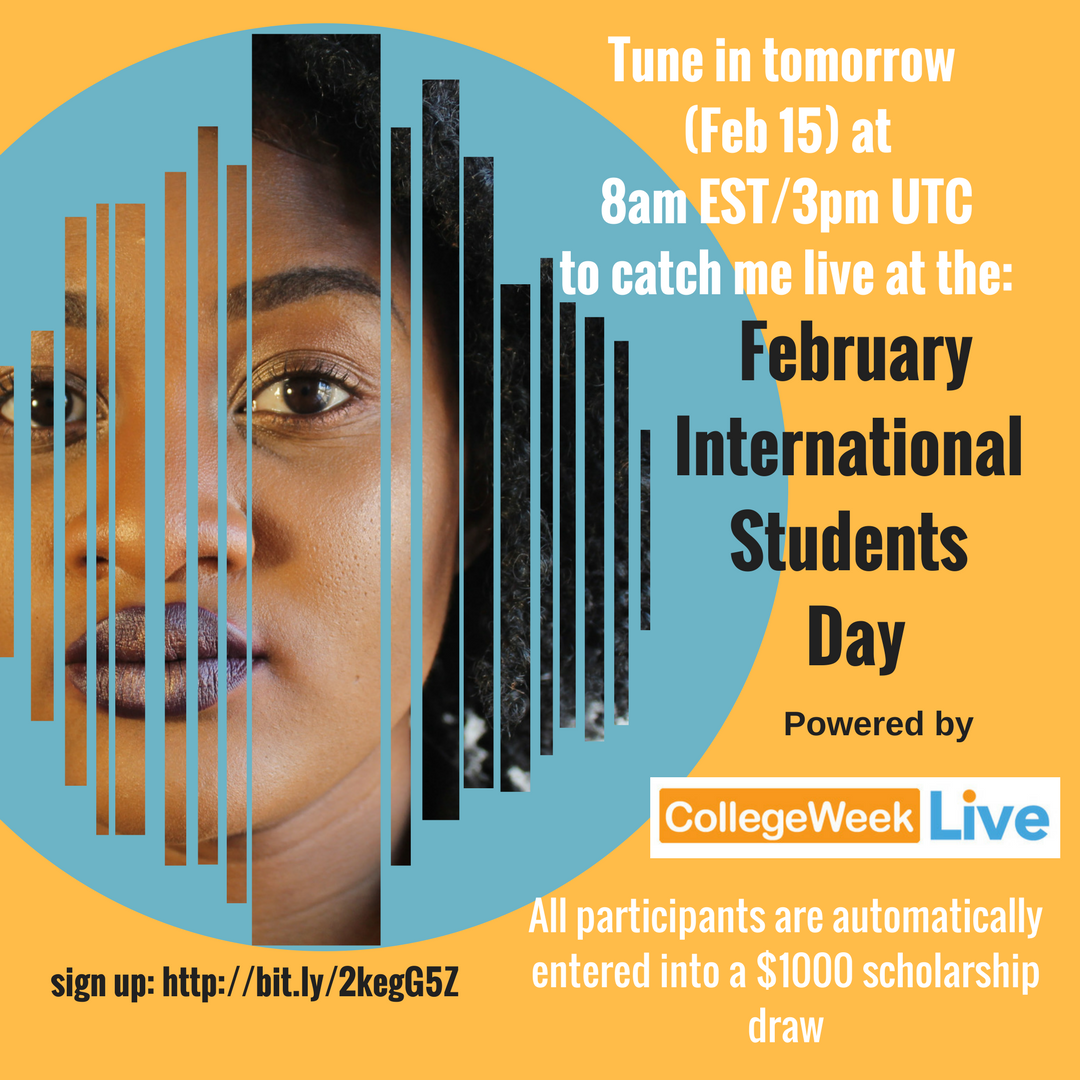 Tune in tomorrow
(Feb 15) at
8am EST/3pm UTC
to catch me live at the:
February
International
Students
Day
Powered by
CollegeWeek Live
All participants are automatically
entered into a $1000 scholarship
draw
sign up: http://bit.ly/2kegG5Z